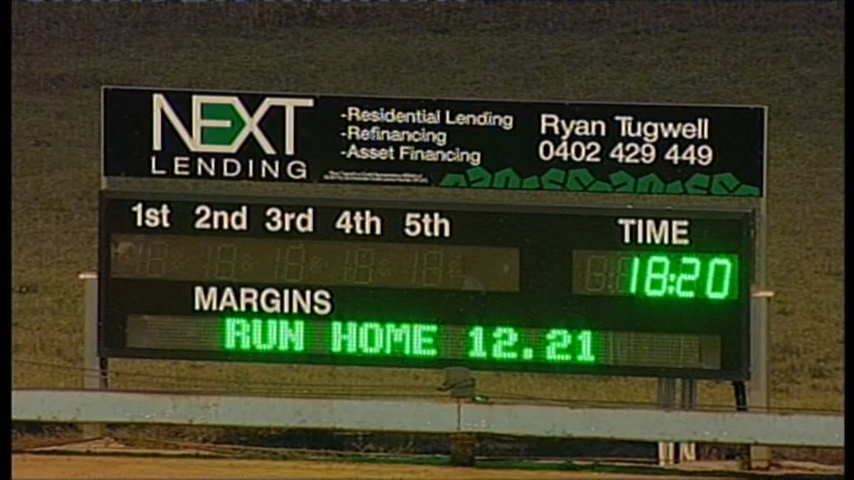 NEXT
LENDING
-Residential Lending
-Refinancing
-Asset Financing
Ryan Tugwell
0402 429 449
1st 2nd 3rd 4th 5th
TIME
18:20
MARGINS
RUN HOME 12.21